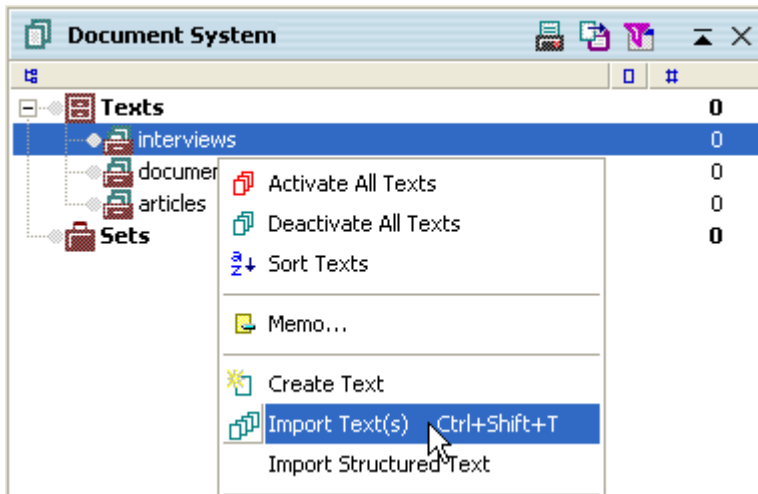 Document System
#
Texts 0
interviews 0
0
articles 0
Sets 0
Activate All Texts
Deactivate All Texts
Sort Texts
Memo...
Create Text
Import Text(s) Ctrl+Shift+T
Import Structured Text